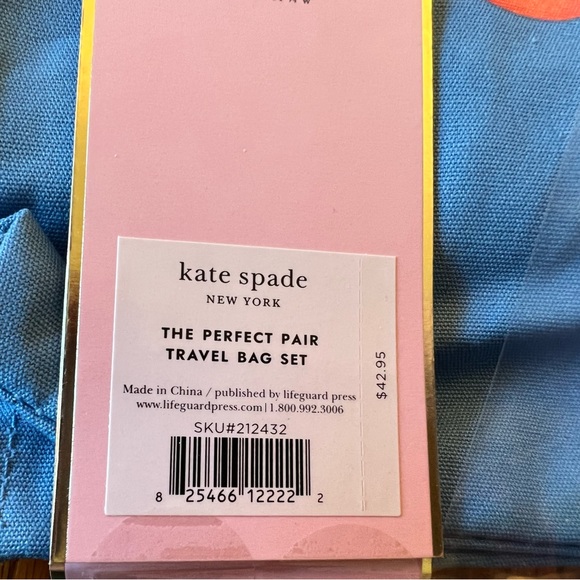 kate spade
NEW YORK
THE PERFECT PAIR
TRAVEL BAG SET
Made in China / published by lifeguard press
www.lifeguardpress.com | 1.800.992.3006
SKU#212432
8 25466 12222 2
$42.95